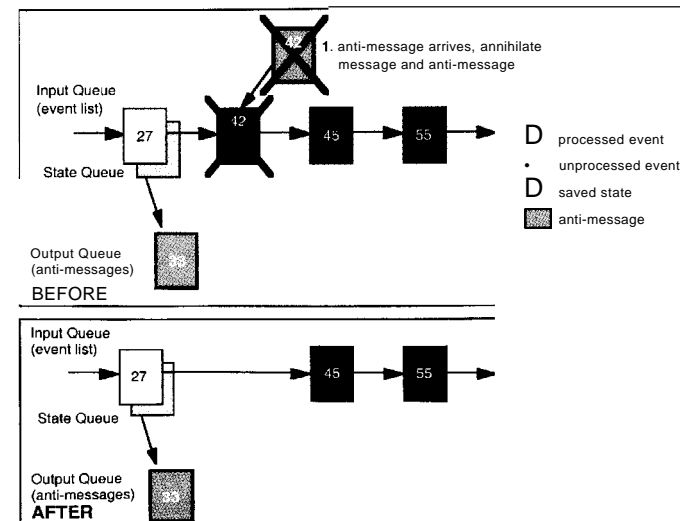 42
1. anti-message arrives, annihilate
message and anti-message
Input Queue
(event list)
27
42
45
55
State Queue
33
Output Queue
(anti-messages)
BEFORE
D processed event
• unprocessed event
D saved state
anti-message
Input Queue
(event list)
27
45
55
State Queue
33
Output Queue
(anti-messages)
AFTER